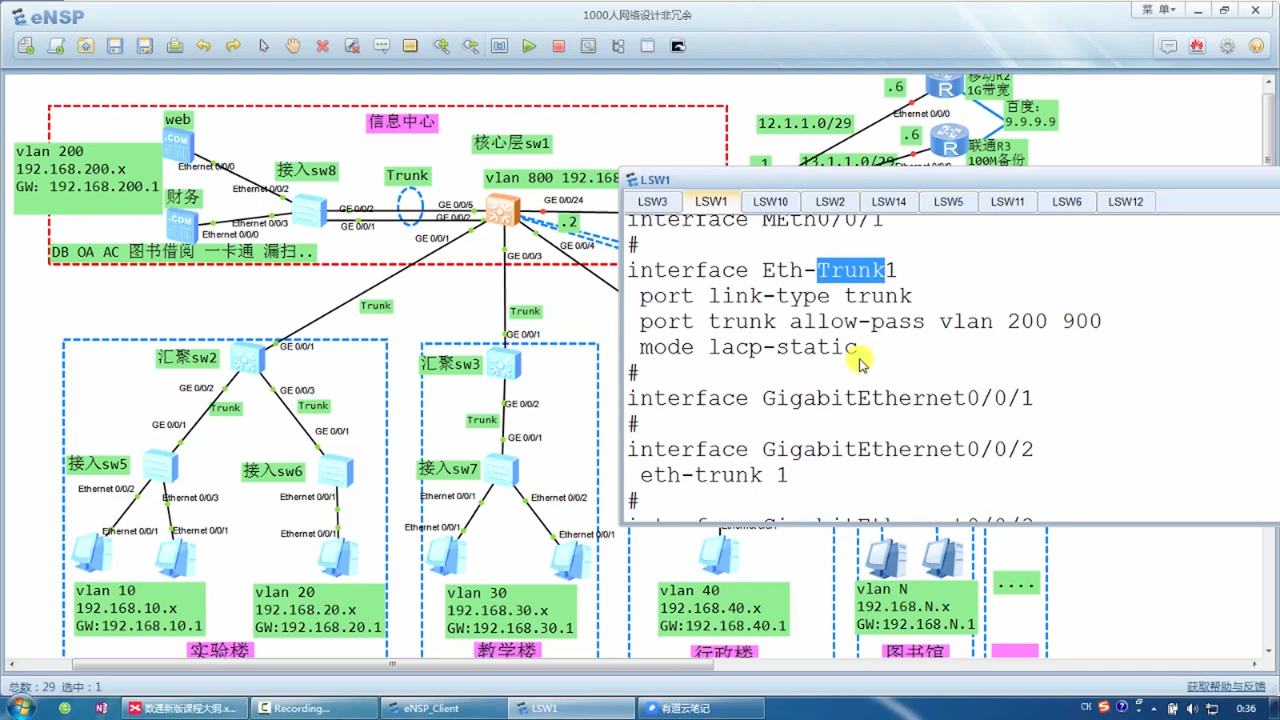 eNSP
1000人网络设计非冗余
菜 单
web
信息中心
移动R2
1G带宽
.6
Ethernet 0/0/0
百度:
9.9.9.9
12.1.1.0/29
.6
联通R3
100M备份
Ethernet 0/0/0
13.1.1.0/29
核心层sw1
vlan 200
192.168.200.x
GW: 192.168.200.1
Ethernet 0/0/0
接入sw8
Trunk
vlan 800 192.168
Ethernet 0/0/2
财务
GE 0/0/2
GE 0/0/5
GE 0/0/24
Ethernet 0/0/3
GE 0/0/1
GE 0/0/2
.2
Ethernet 0/0/0
GE 0/0/1
GE 0/0/4
DB OA AC 图书借阅 一卡通 漏扫..
GE 0/0/3
Trunk
Trunk
GE 0/0/1
GE 0/0/1
汇聚sw2
汇聚sw3
GE 0/0/2
GE 0/0/3
GE 0/0/2
Trunk
Trunk
Trunk
GE 0/0/1
GE 0/0/1
GE 0/0/1
接入sw5
接入sw6
接入sw7
Ethernet 0/0/2
Ethernet 0/0/3
Ethernet 0/0/1
Ethernet 0/0/1
Ethernet 0/0/2
Ethernet 0/0/1
Ethernet 0/0/1
Ethernet 0/0/1
Ethernet 0/0/1
Ethernet 0/0/1
Ethernet 0/0/1
vlan 10
192.168.10.x
GW:192.168.10.1
vlan 20
192.168.20.x
GW:192.168.20.1
vlan 30
192.168.30.x
GW:192.168.30.1
vlan 40
192.168.40.x
GW:192.168.40.1
vlan N
192.168.N.x
GW:192.168.N.1
....
实验楼
教学楼
行政楼
图书馆
LSW1
LSW3 LSW1 LSW10 LSW2 LSW14 LSW5 LSW11 LSW6 LSW12
interface MEth0/0/1
#
interface Eth-Trunk1
port link-type trunk
port trunk allow-pass vlan 200 900
mode lacp-static
#
interface GigabitEthernet0/0/1
#
interface GigabitEthernet0/0/2
eth-trunk 1
#
总数: 29 选中: 1
获取帮助与反馈
数通新版课程大纲.x...
Recording...
eNSP_Client
LSW1
有道云笔记
CH
0:36